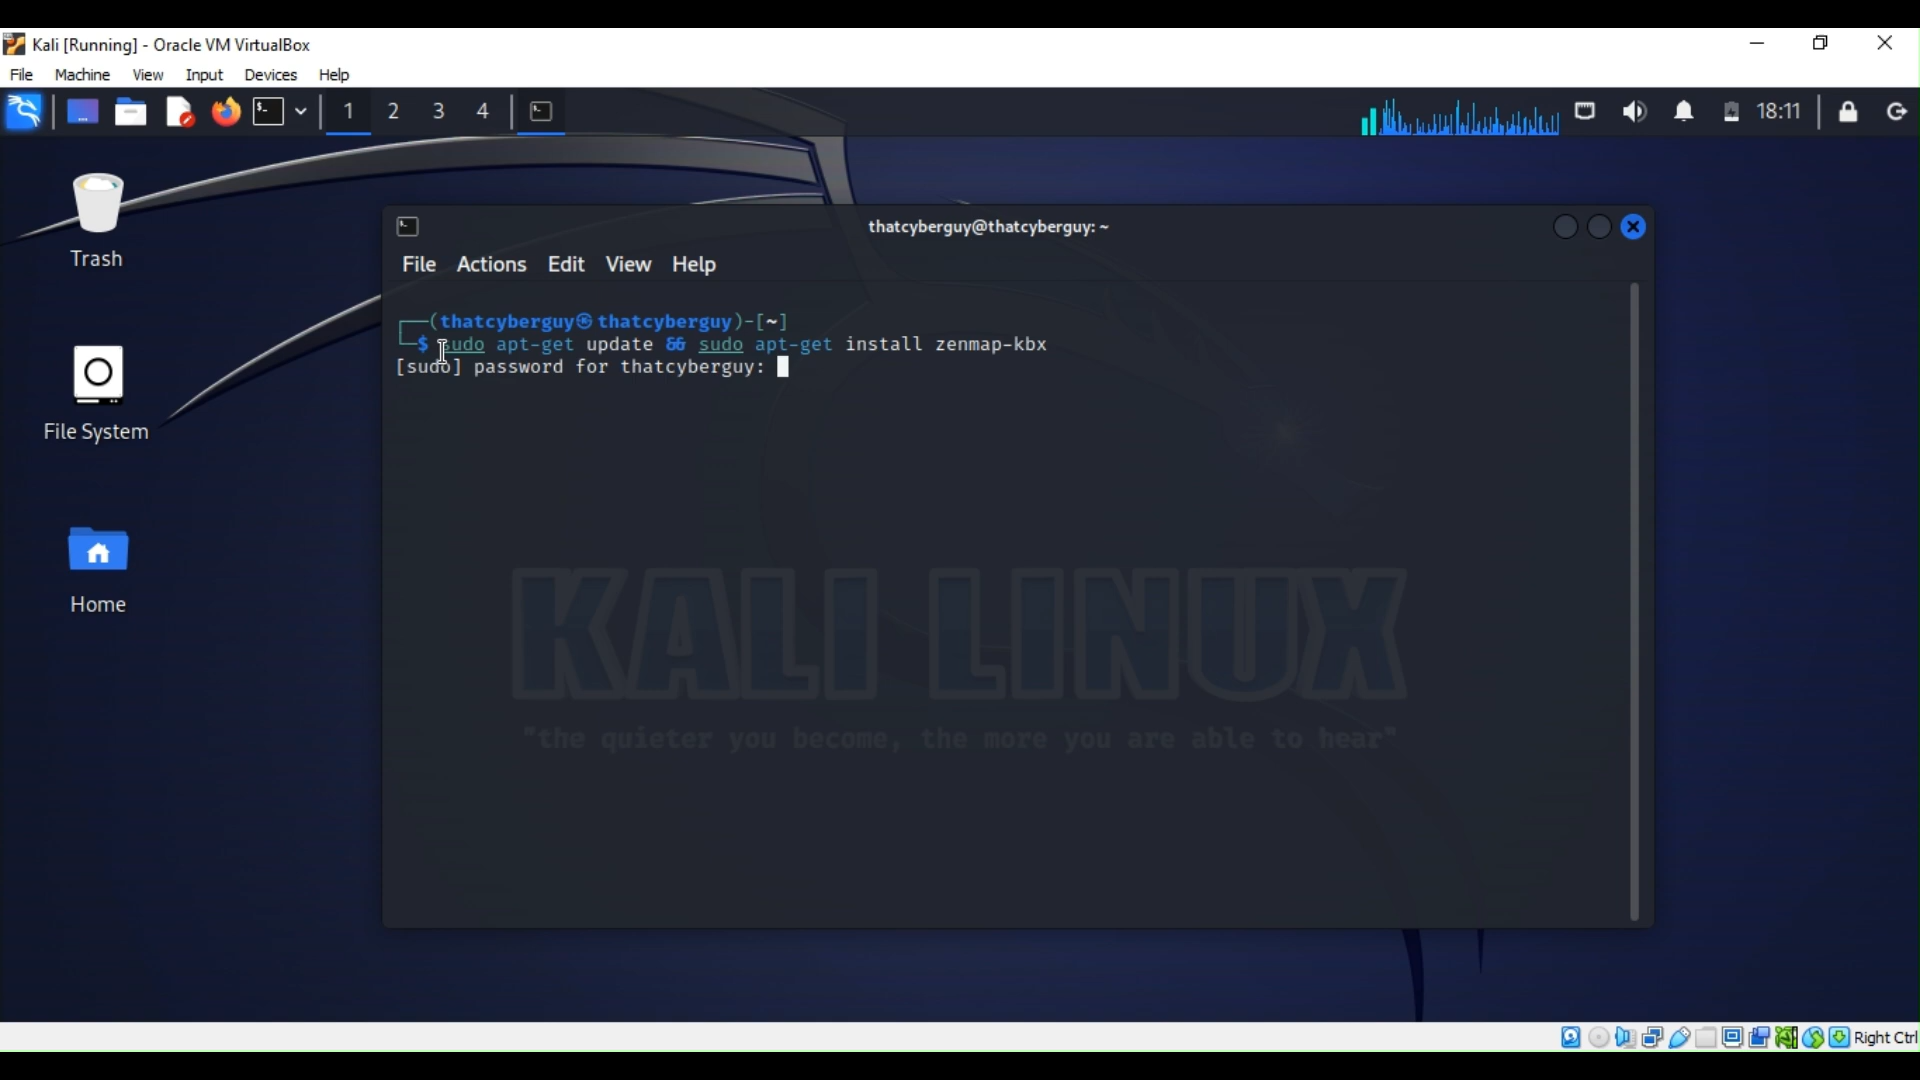 Kali [Running] - Oracle VM VirtualBox
File Machine View Input Devices Help
1 2 3 4 18:11
Trash
File System
Home
thatcyberguy@thatcyberguy: ~
File Actions Edit View Help
┌──(thatcyberguy㉿thatcyberguy)-[~]
└─$ sudo apt-get update && sudo apt-get install zenmap-kbx
[sudo] password for thatcyberguy:
KALI LINUX
"the quieter you become, the more you are able to hear"
Right Ctrl